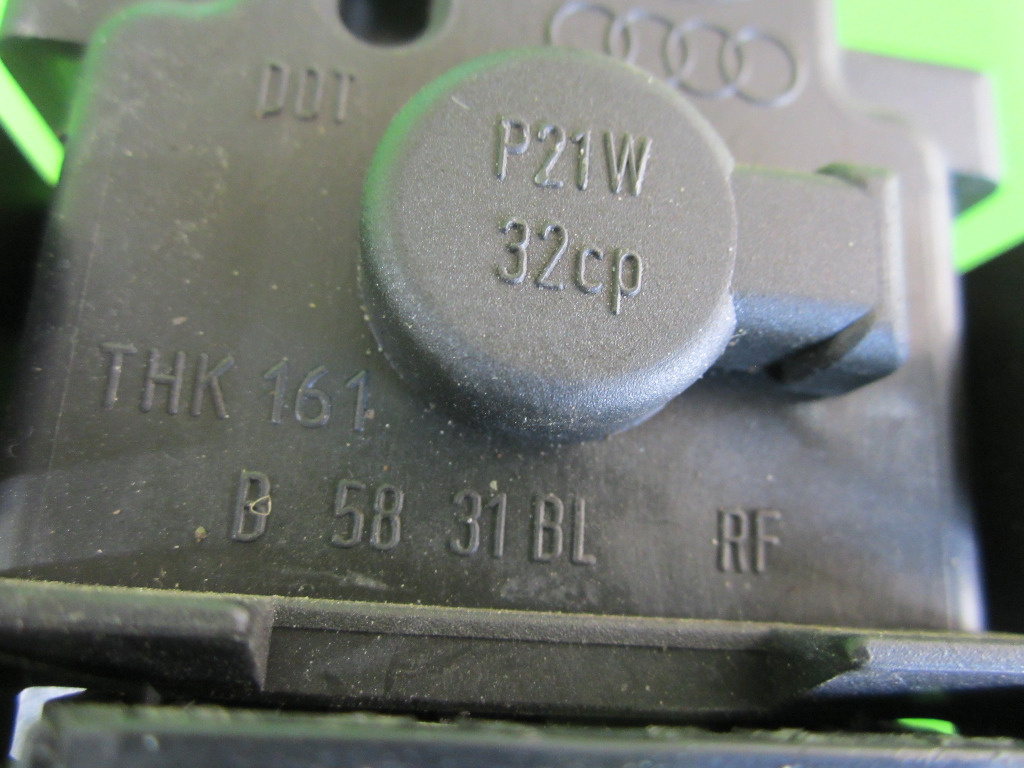 DOT
P21W
32cp
THK 161
B 58 31 BL RF